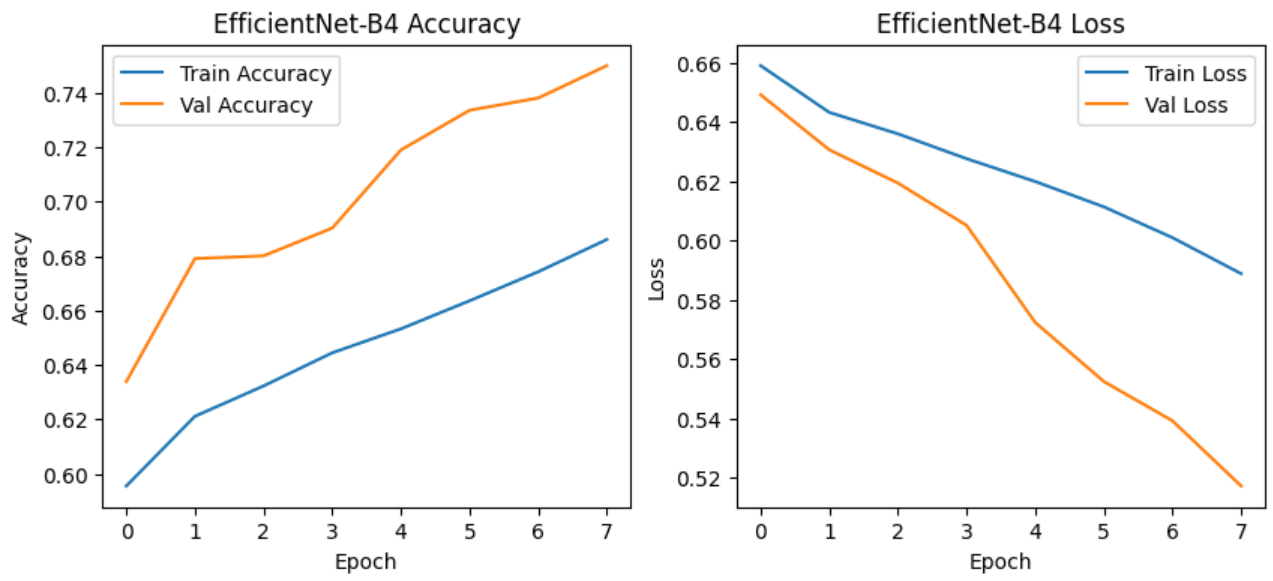 EfficientNet-B4 Accuracy
Train Accuracy
Val Accuracy
Accuracy
0.74
0.72
0.70
0.68
0.66
0.64
0.62
0.60
0 1 2 3 4 5 6 7
Epoch
EfficientNet-B4 Loss
Train Loss
Val Loss
Loss
0.66
0.64
0.62
0.60
0.58
0.56
0.54
0.52
0 1 2 3 4 5 6 7
Epoch